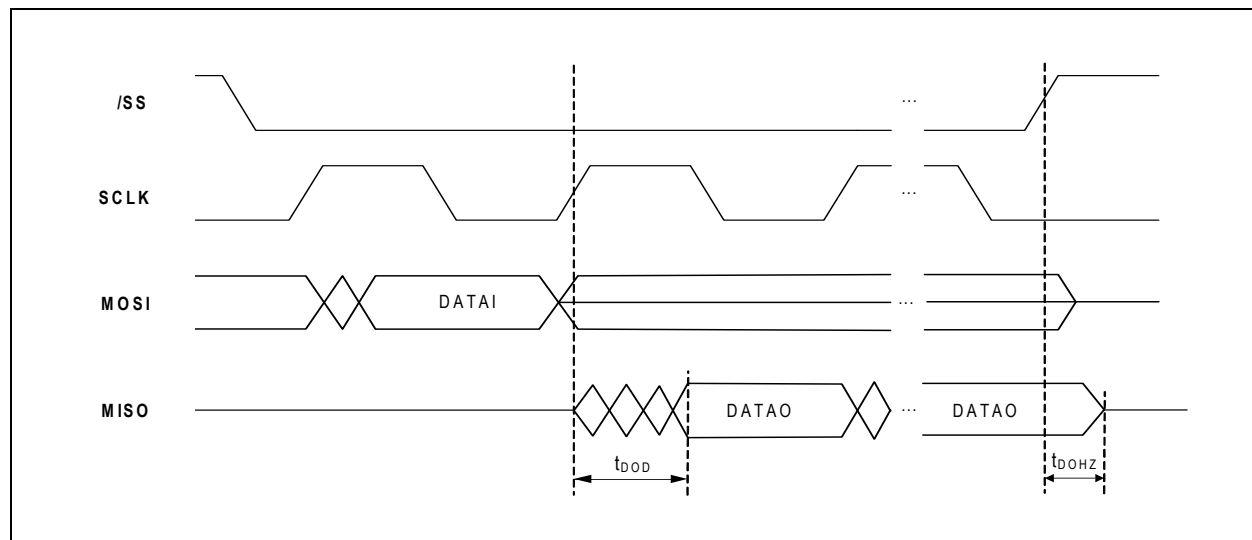 /SS ...
SCLK ...
MOSI DATAI ...
MISO DATAO ... DATAO
tDOD tDOHZ